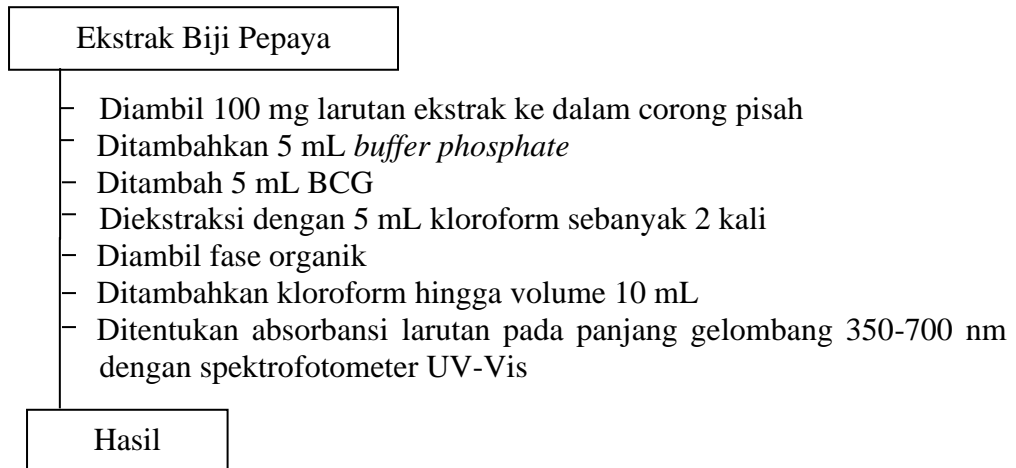 Ekstrak Biji Pepaya
– Diambil 100 mg larutan ekstrak ke dalam corong pisah
– Ditambahkan 5 mL buffer phosphate
– Ditambah 5 mL BCG
– Diekstraksi dengan 5 mL kloroform sebanyak 2 kali
– Diambil fase organik
– Ditambahkan kloroform hingga volume 10 mL
– Ditentukan absorbansi larutan pada panjang gelombang 350-700 nm
dengan spektrofotometer UV-Vis
Hasil